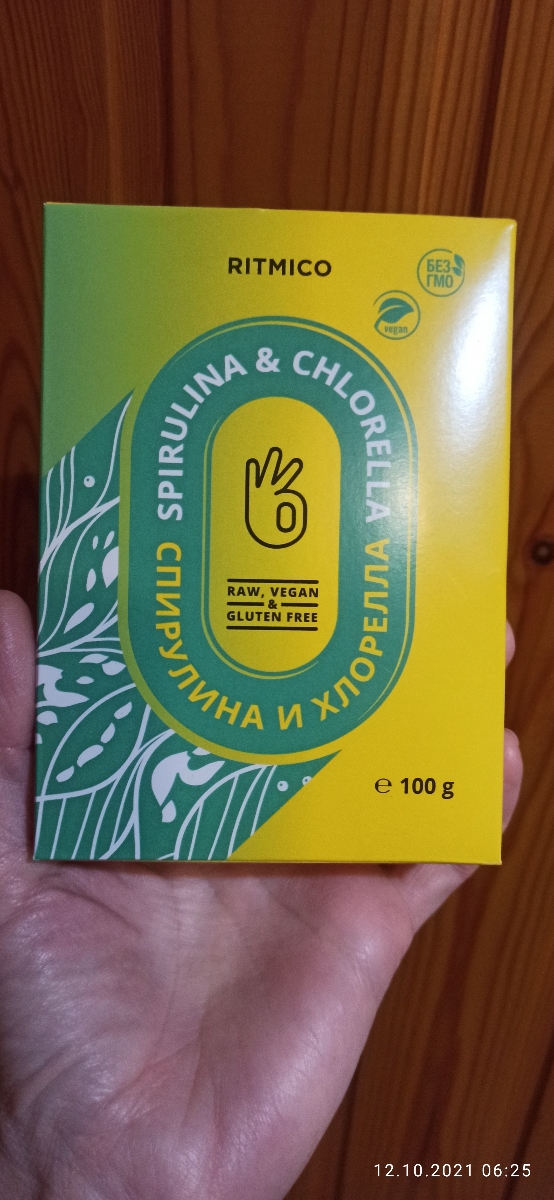 RITMICO
БЕЗ
ГМО
vegan
SPIRULINA & CHLORELLA
RAW, VEGAN
&
GLUTEN FREE
СПИРУЛИНА И ХЛОРЕЛЛА
℮ 100 g
12.10.2021 06:25